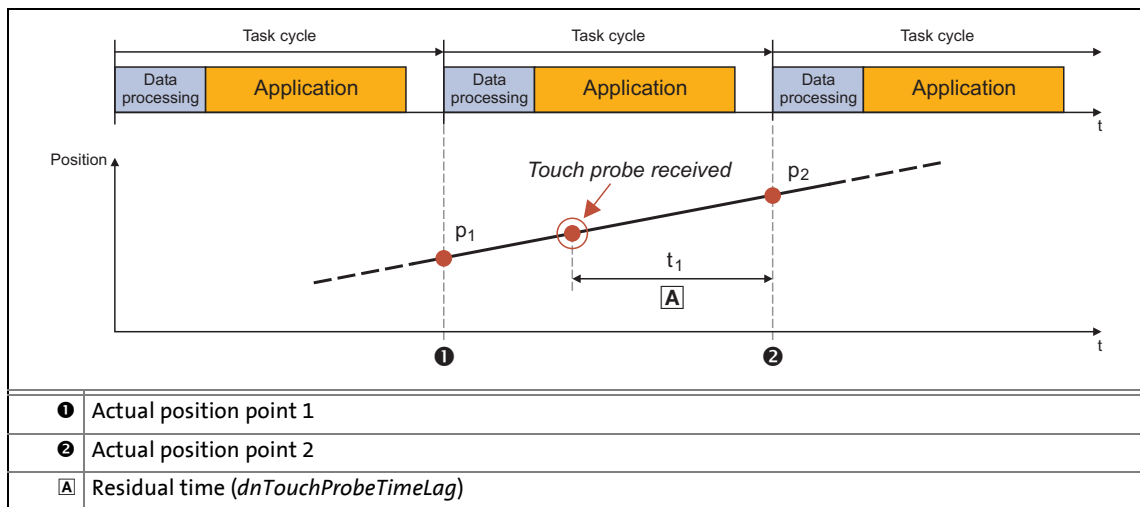 Task cycle Task cycle Task cycle
Data processing Application Data processing Application Data processing Application
t
Position
Touch probe received
p2
p1
t1
A
t
❶ ❷
❶ Actual position point 1
❷ Actual position point 2
A Residual time (dnTouchProbeTimeLag)